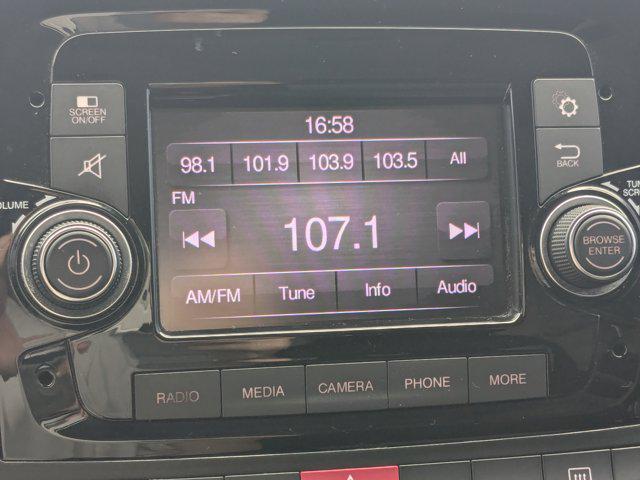 SCREEN
ON/OFF
16:58
98.1 101.9 103.9 103.5 All
BACK
FM
VOLUME
107.1
BROWSE
ENTER
AM/FM Tune Info Audio
RADIO MEDIA CAMERA PHONE MORE